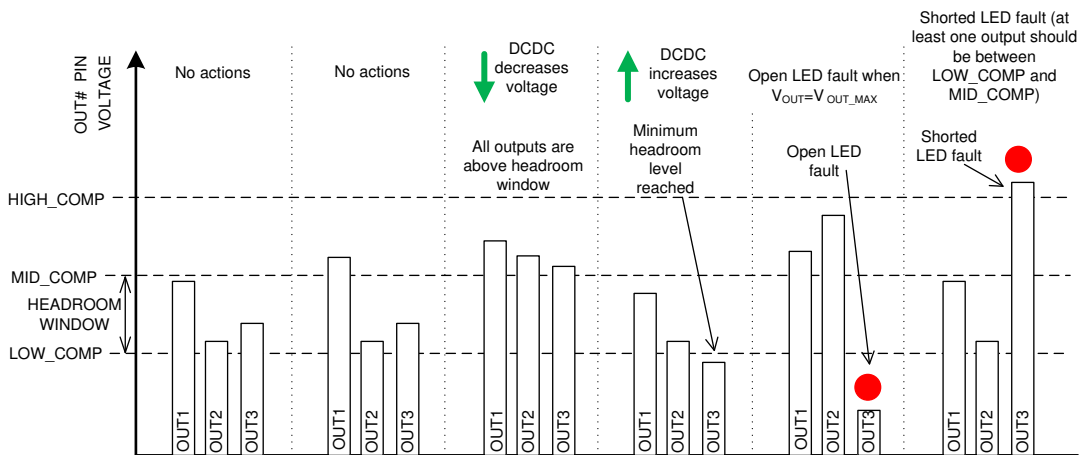 OUT# PIN
VOLTAGE
HIGH_COMP
MID_COMP
HEADROOM
WINDOW
LOW_COMP
No actions
OUT1
OUT2
OUT3
No actions
OUT1
OUT2
OUT3
DCDC
decreases
voltage
All outputs are
above headroom
window
OUT1
OUT2
OUT3
DCDC
increases
voltage
Minimum
headroom
level
reached
OUT1
OUT2
OUT3
Open LED fault when
VOUT=VOUT_MAX
Open LED
fault
OUT1
OUT2
OUT3
Shorted LED fault (at
least one output should
be between
LOW_COMP and
MID_COMP)
Shorted
LED fault
OUT1
OUT2
OUT3